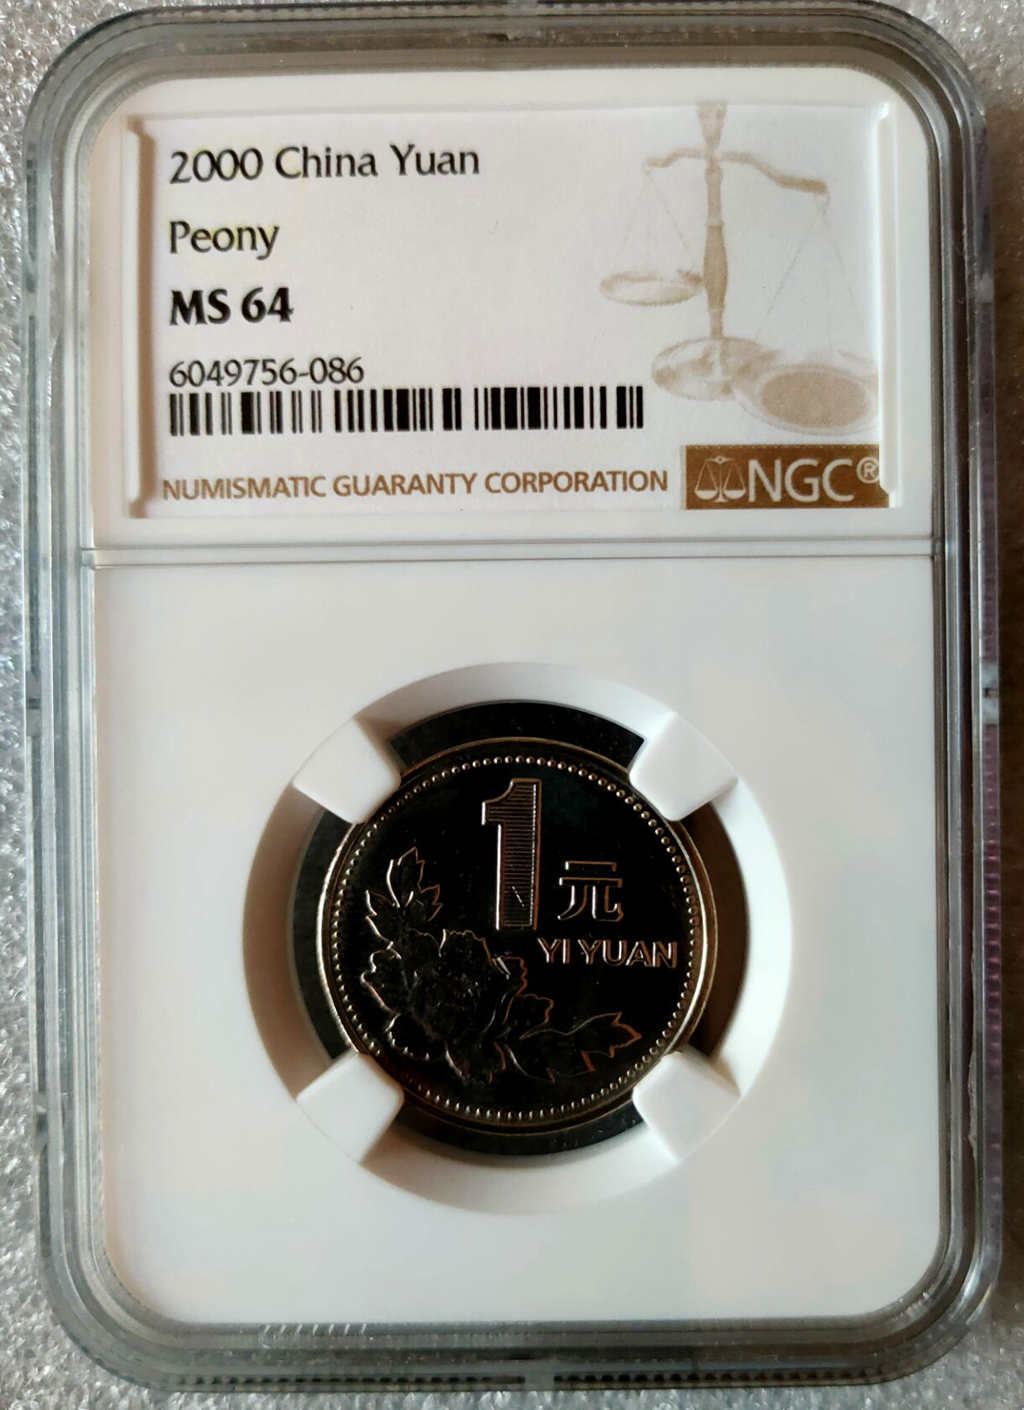 2000 China Yuan
Peony
MS 64
6049756-086
NUMISMATIC GUARANTY CORPORATION NGC®
1 元
YI YUAN